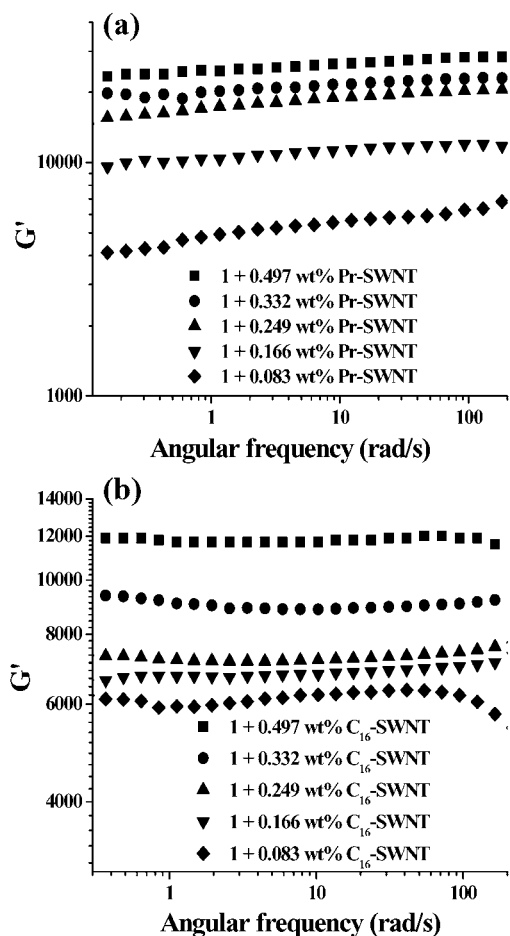 (a)
10000
1000
G'
1 + 0.497 wt% Pr-SWNT
1 + 0.332 wt% Pr-SWNT
1 + 0.249 wt% Pr-SWNT
1 + 0.166 wt% Pr-SWNT
1 + 0.083 wt% Pr-SWNT
1 10 100
Angular frequency (rad/s)
(b)
14000
12000
10000
8000
6000
4000
G'
1 + 0.497 wt% C₁₆-SWNT
1 + 0.332 wt% C₁₆-SWNT
1 + 0.249 wt% C₁₆-SWNT
1 + 0.166 wt% C₁₆-SWNT
1 + 0.083 wt% C₁₆-SWNT
1 10 100
Angular frequency (rad/s)